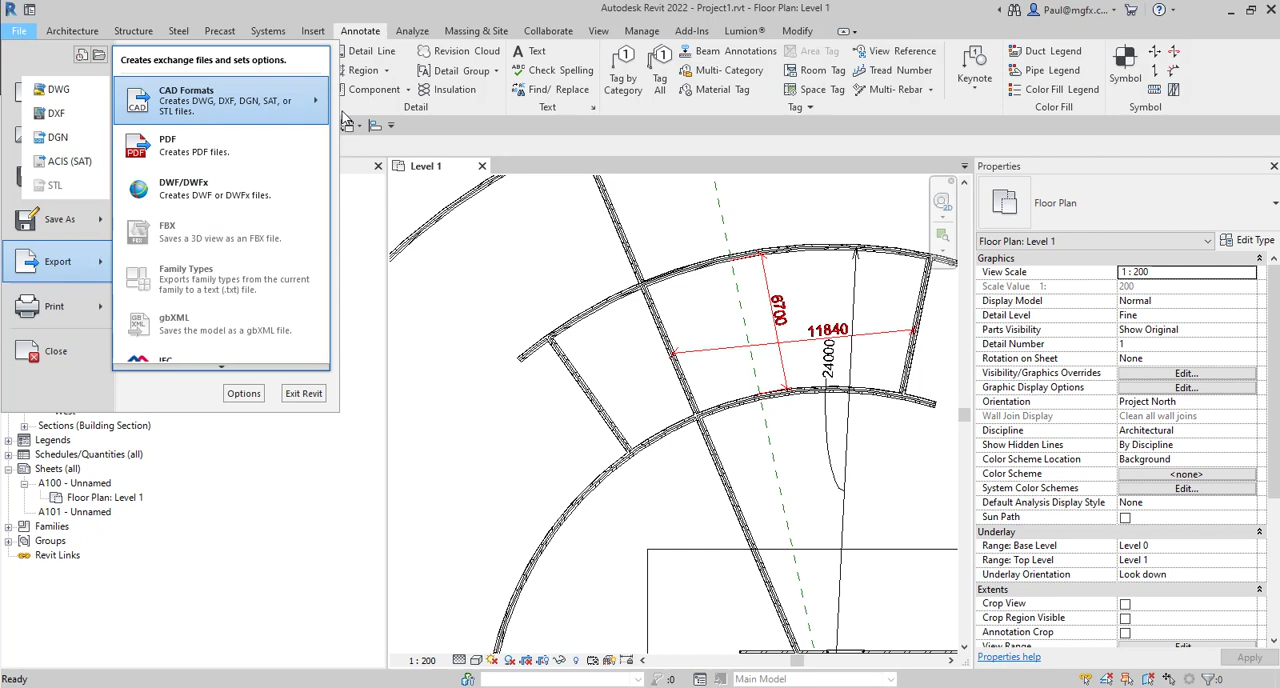 Autodesk Revit 2022 - Project1.rvt - Floor Plan: Level 1
Paul@mgfx.c...
File
Architecture
Structure
Steel
Precast
Systems
Insert
Annotate
Analyze
Massing & Site
Collaborate
View
Manage
Add-Ins
Lumion®
Modify
Detail Line
Region
Component
Revision Cloud
Detail Group
Insulation
Detail
Text
Check Spelling
Find/ Replace
Text
Tag by
Category
Tag
All
Beam Annotations
Multi-Category
Material Tag
Area Tag
Room Tag
Space Tag
View Reference
Tread Number
Multi-Rebar
Tag
Keynote
Duct Legend
Pipe Legend
Color Fill Legend
Color Fill
Symbol
Symbol
DWG
DXF
DGN
ACIS (SAT)
STL
Save As
Export
Print
Close
Creates exchange files and sets options.
CAD
CAD Formats
Creates DWG, DXF, DGN, SAT, or
STL files.
PDF
PDF
Creates PDF files.
DWF/DWFx
Creates DWF or DWFx files.
FBX
Saves a 3D view as an FBX file.
Family Types
Exports family types from the current
family to a text (.txt) file.
gbXML
Saves the model as a gbXML file.
IFC
Options
Exit Revit
Sections (Building Section)
Legends
Schedules/Quantities (all)
Sheets (all)
A100 - Unnamed
Floor Plan: Level 1
A101 - Unnamed
Families
Groups
Revit Links
Level 1
2D
6700
11840
24000
1 : 200
Properties
Floor Plan
Floor Plan: Level 1
Edit Type
Graphics
View Scale 1 : 200
Scale Value 1: 200
Display Model Normal
Detail Level Fine
Parts Visibility Show Original
Detail Number 1
Rotation on Sheet None
Visibility/Graphics Overrides Edit...
Graphic Display Options Edit...
Orientation Project North
Wall Join Display Clean all wall joins
Discipline Architectural
Show Hidden Lines By Discipline
Color Scheme Location Background
Color Scheme <none>
System Color Schemes Edit...
Default Analysis Display Style None
Sun Path
Underlay
Range: Base Level Level 0
Range: Top Level Level 1
Underlay Orientation Look down
Extents
Crop View
Crop Region Visible
Annotation Crop
View Range Edit...
Properties help
Apply
Ready
:0
Main Model
:0